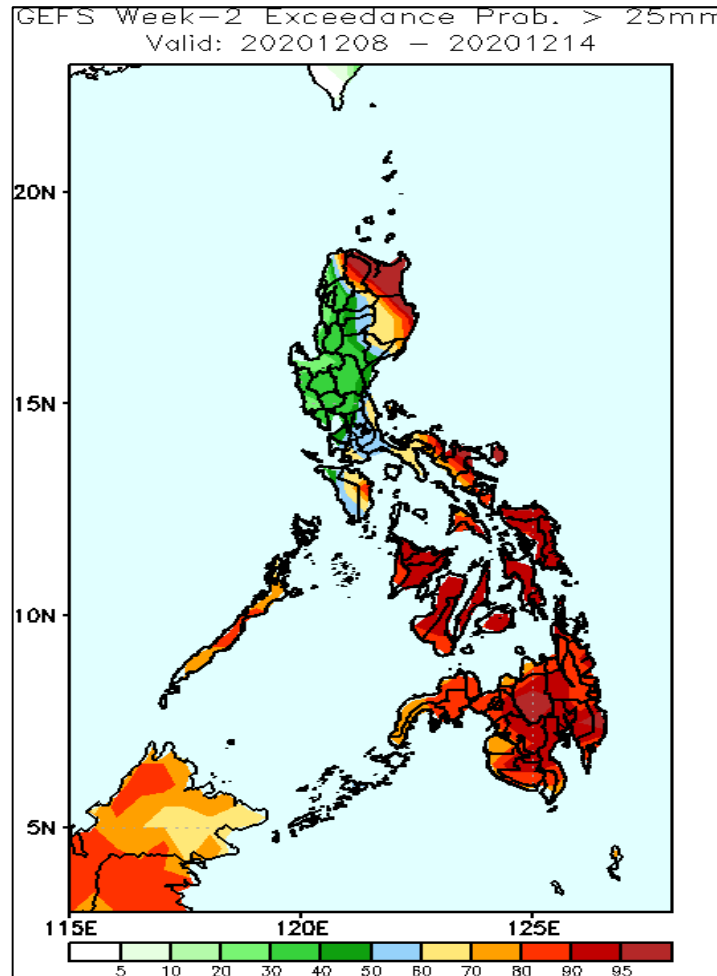 GEFS Week-2 Exceedance Prob. > 25mm
Valid: 20201208 - 20201214
20N
15N
10N
5N
115E 120E 125E
5 10 20 30 40 50 60 70 80 90 95